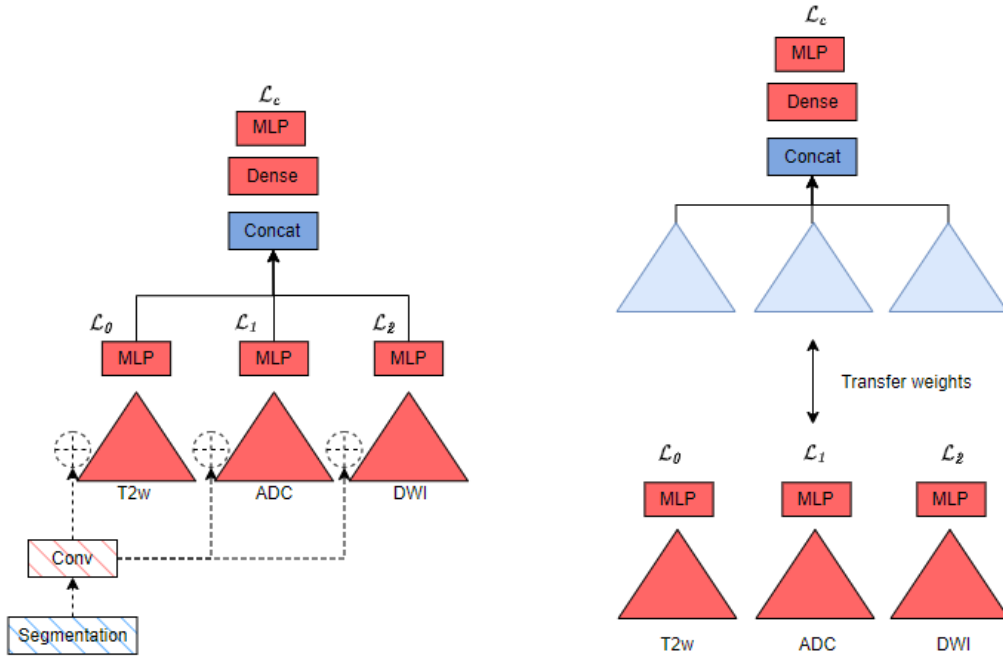 ℒc
MLP
Dense
Concat
ℒ0
ℒ1
ℒ2
MLP
MLP
MLP
T2w
ADC
DWI
Conv
Segmentation
ℒc
MLP
Dense
Concat
Transfer weights
ℒ0
ℒ1
ℒ2
MLP
MLP
MLP
T2w
ADC
DWI